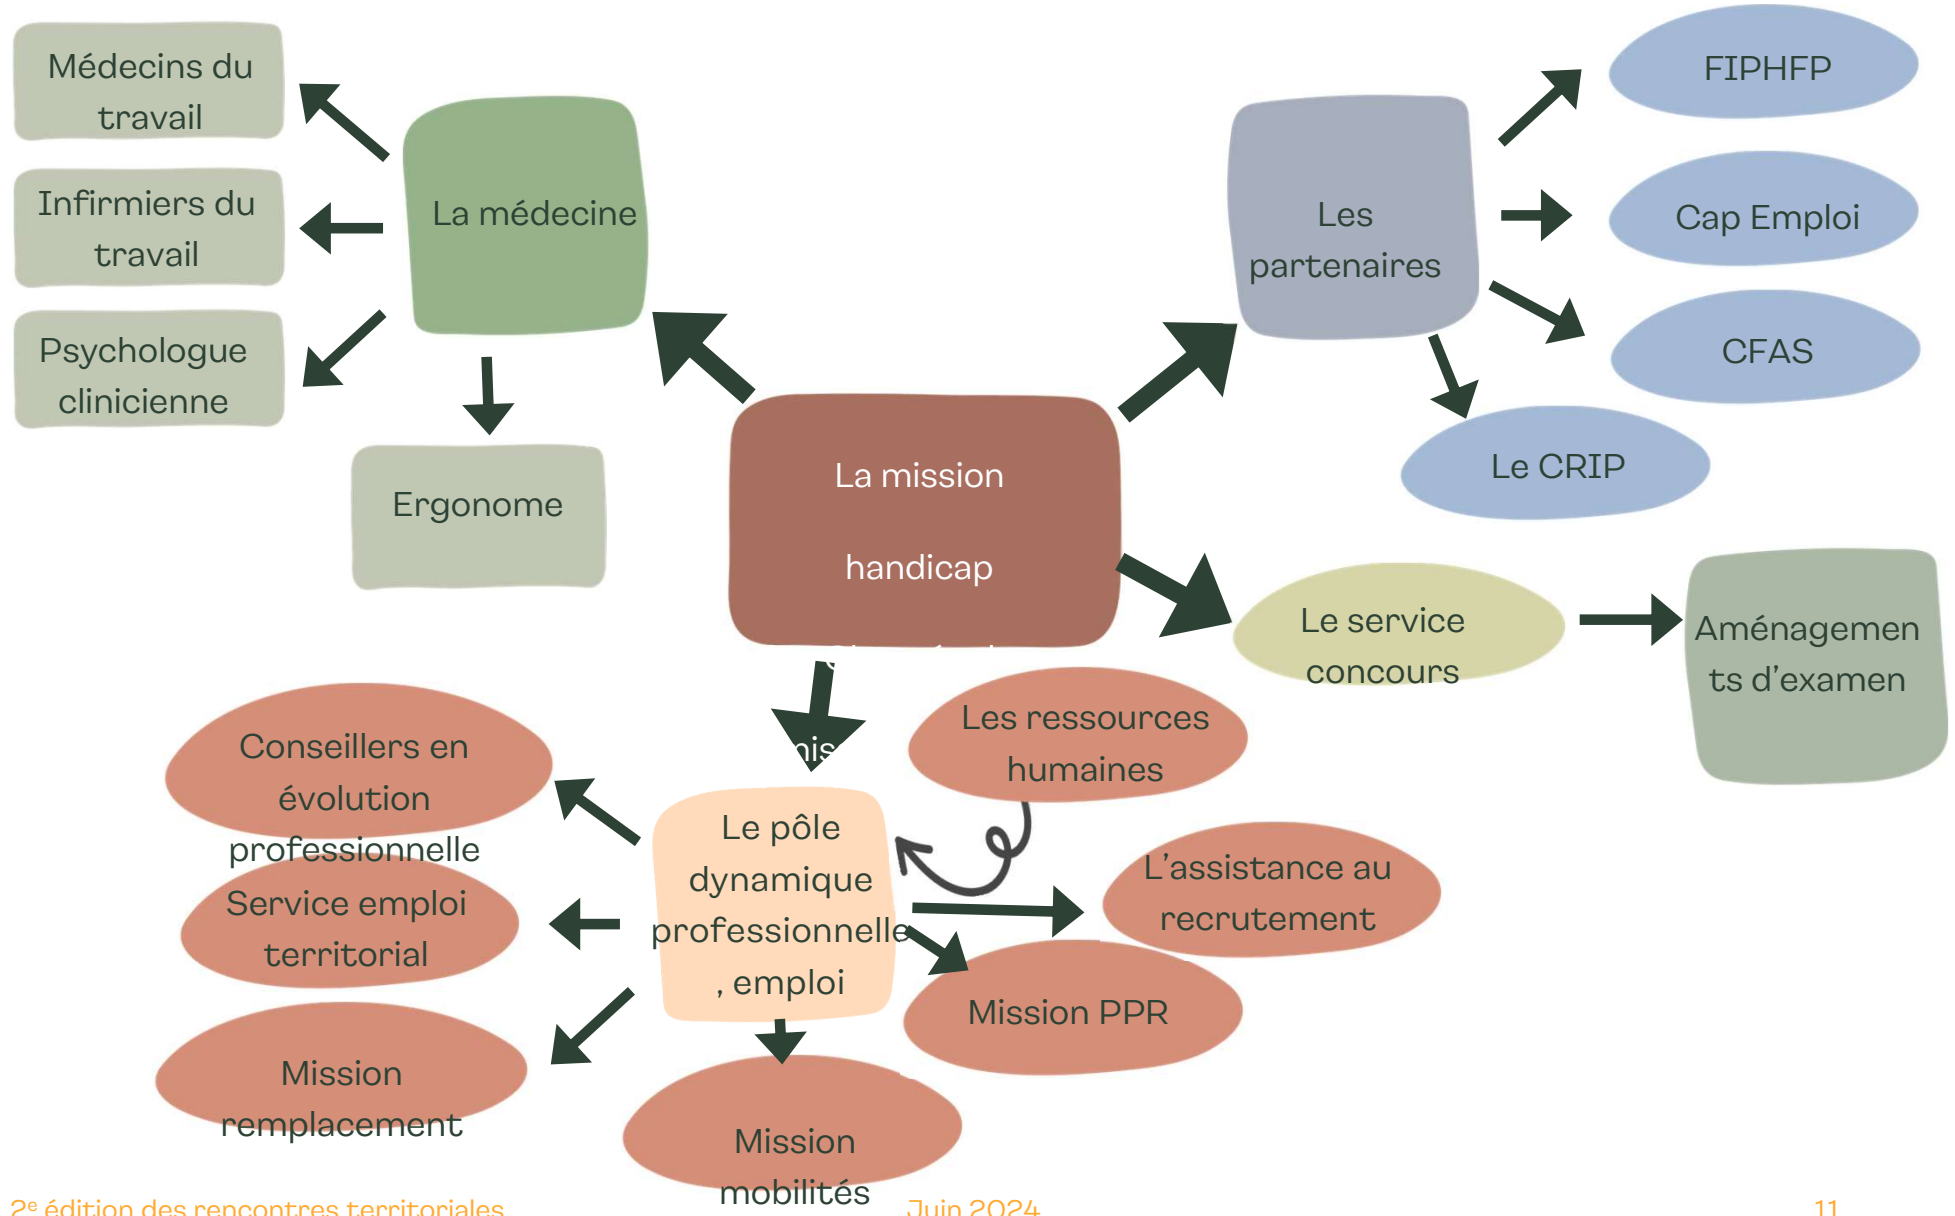 Médecins du
travail
Infirmiers du
travail
Psychologue
clinicienne
La médecine
Ergonome
Les
partenaires
FIPHFP
Cap Emploi
CFAS
Le CRIP
La mission
handicap
Le service
concours
Aménagemen
ts d’examen
Les ressources
humaines
Conseillers en
évolution
professionnelle
Service emploi
territorial
Mission
remplacement
Le pôle
dynamique
professionnelle
, emploi
L’assistance au
recrutement
Mission PPR
Mission
mobilités
2e édition des rencontres territoriales
Juin 2024
11